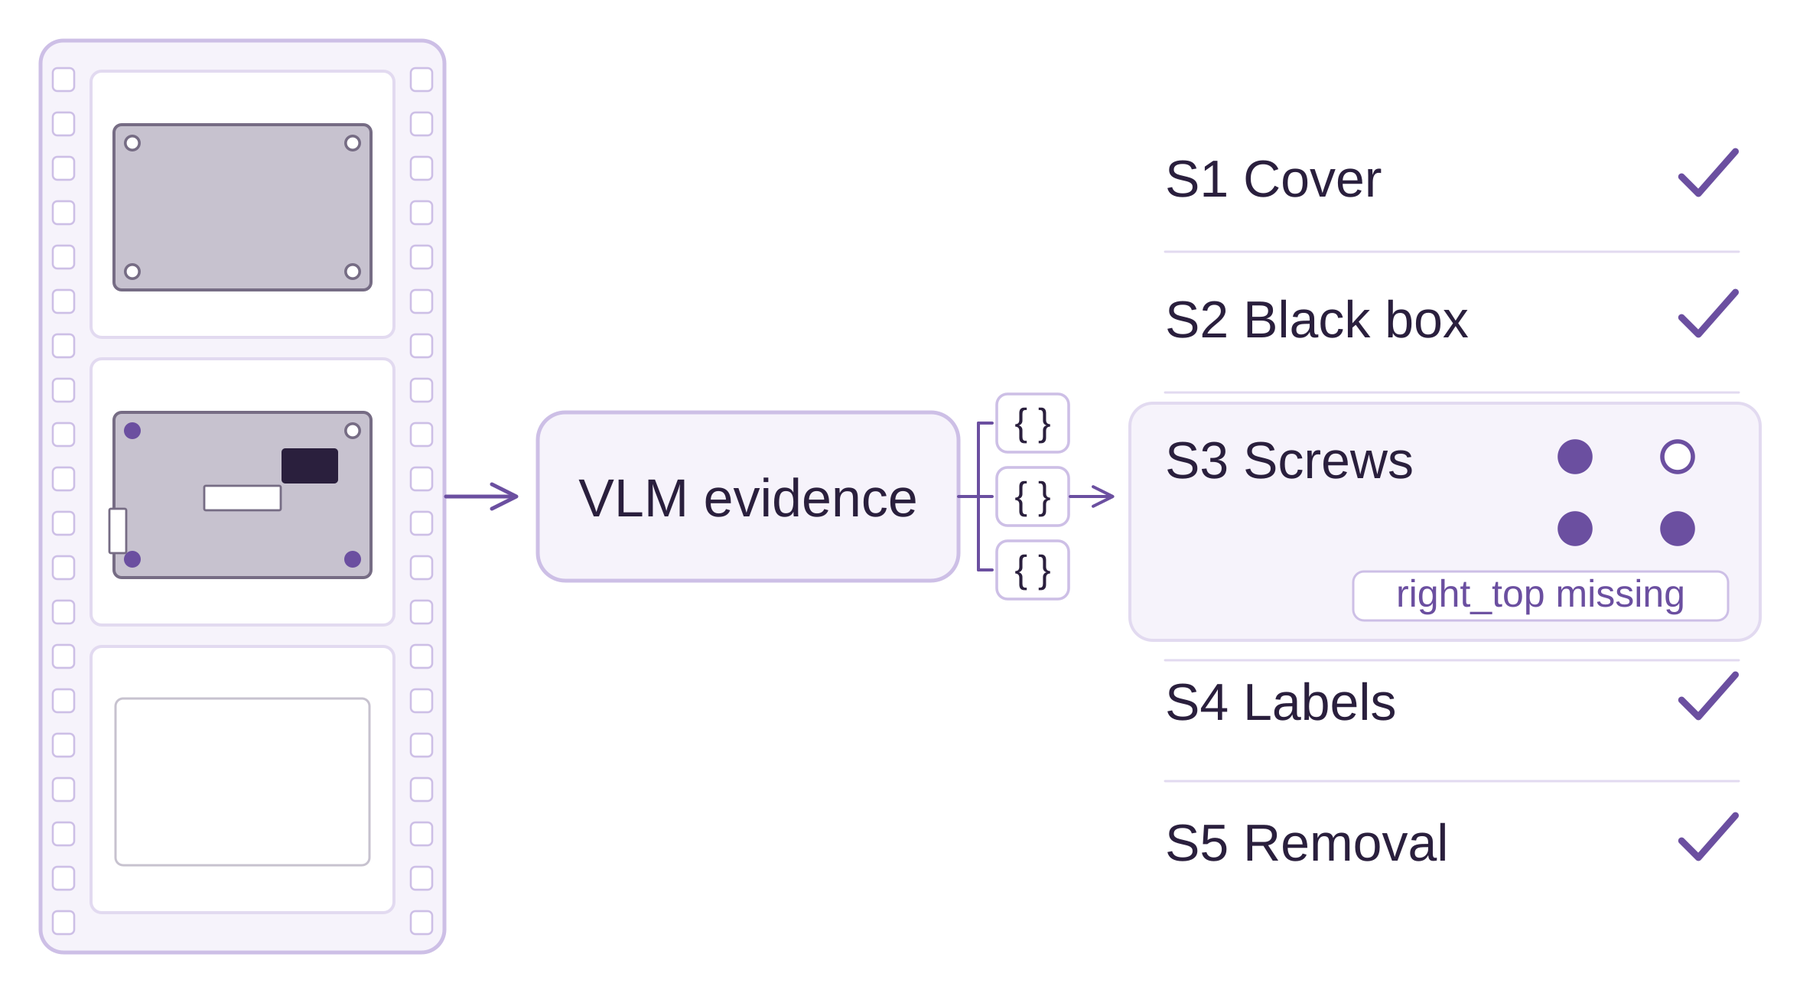 VLM evidence
{ }
{ }
{ }
S1 Cover
S2 Black box
S3 Screws
right_top missing
S4 Labels
S5 Removal